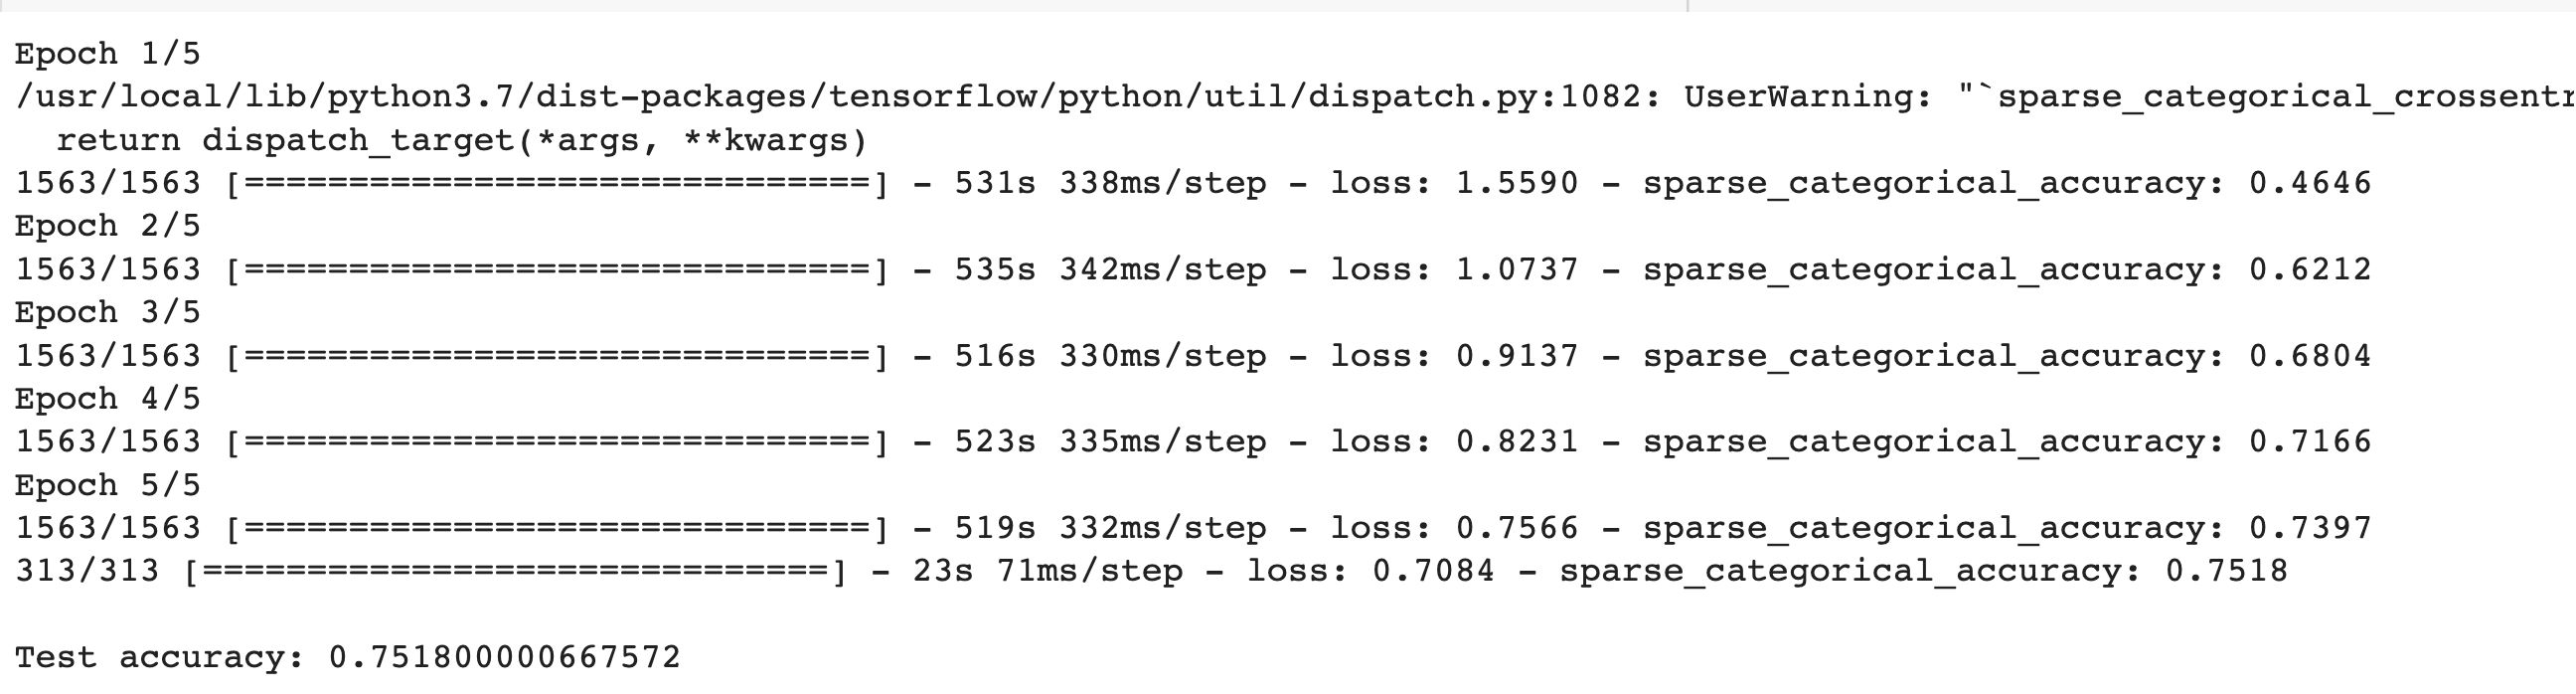 Epoch 1/5
/usr/local/lib/python3.7/dist-packages/tensorflow/python/util/dispatch.py:1082: UserWarning: "`sparse_categorical_crossentr
  return dispatch_target(*args, **kwargs)
1563/1563 [==============================] - 531s 338ms/step - loss: 1.5590 - sparse_categorical_accuracy: 0.4646
Epoch 2/5
1563/1563 [==============================] - 535s 342ms/step - loss: 1.0737 - sparse_categorical_accuracy: 0.6212
Epoch 3/5
1563/1563 [==============================] - 516s 330ms/step - loss: 0.9137 - sparse_categorical_accuracy: 0.6804
Epoch 4/5
1563/1563 [==============================] - 523s 335ms/step - loss: 0.8231 - sparse_categorical_accuracy: 0.7166
Epoch 5/5
1563/1563 [==============================] - 519s 332ms/step - loss: 0.7566 - sparse_categorical_accuracy: 0.7397
313/313 [==============================] - 23s 71ms/step - loss: 0.7084 - sparse_categorical_accuracy: 0.7518
Test accuracy: 0.751800000667572